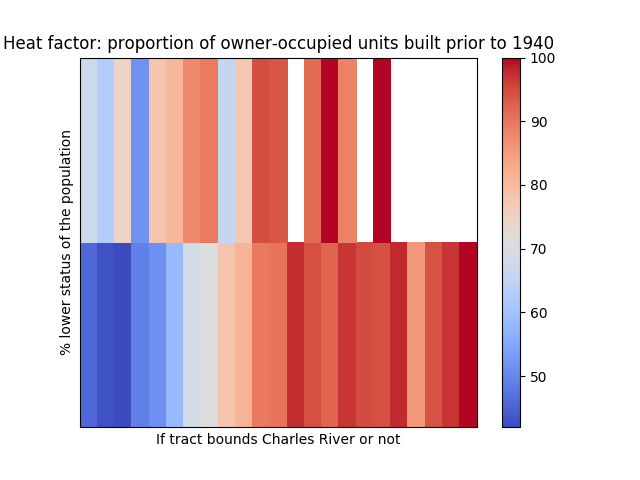 Heat factor: proportion of owner-occupied units built prior to 1940
% lower status of the population
If tract bounds Charles River or not
100
90
80
70
60
50